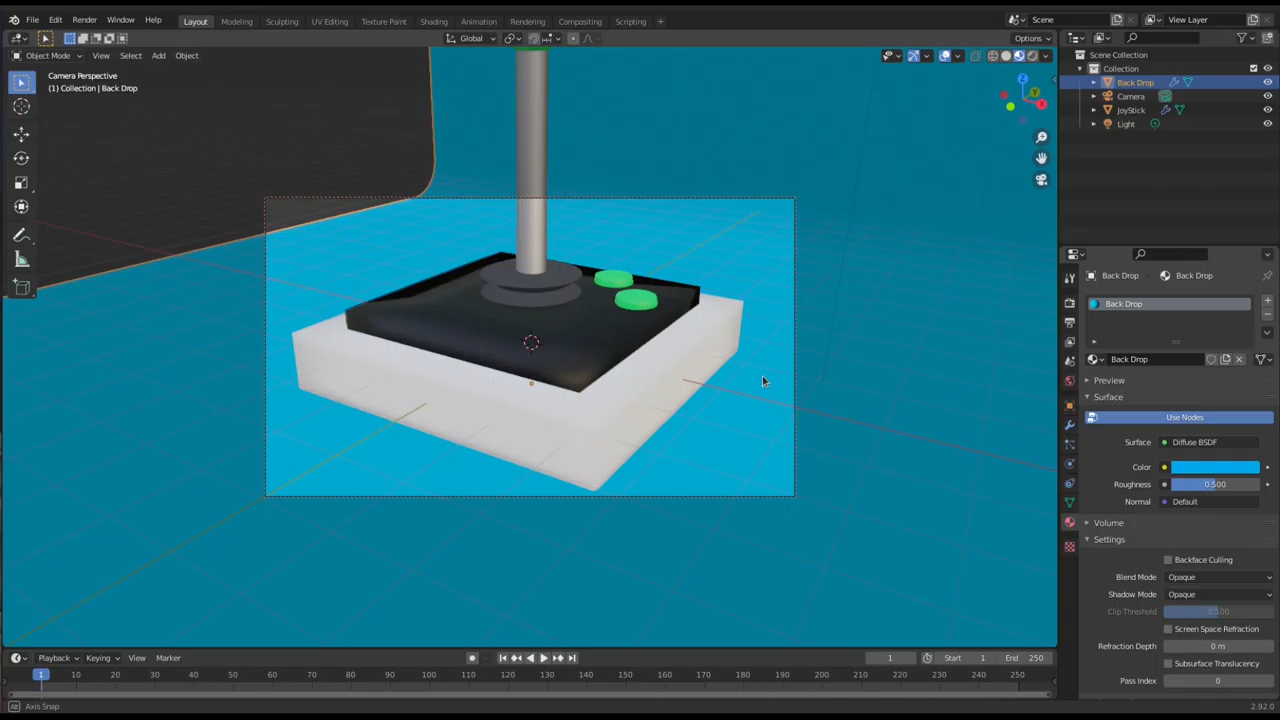 File Edit Render Window Help
Layout Modeling Sculpting UV Editing Texture Paint Shading Animation Rendering Compositing Scripting +
Scene View Layer
Global Options
Object Mode View Select Add Object
Camera Perspective
(1) Collection | Back Drop
Z Y X
Scene Collection
Collection
Back Drop
Camera
JoyStick
Light
Back Drop Back Drop
Back Drop
Back Drop
Preview
Surface
Use Nodes
Surface Diffuse BSDF
Color
Roughness 0.500
Normal Default
Volume
Settings
Backface Culling
Blend Mode Opaque
Shadow Mode Opaque
Clip Threshold 0.500
Screen Space Refraction
Refraction Depth 0 m
Subsurface Translucency
Pass Index 0
Playback Keying View Marker 1 Start 1 End 250
1 10 20 30 40 50 60 70 80 90 100 110 120 130 140 150 160 170 180 190 200 210 220 230 240 250
Alt Axis Snap 2.92.0